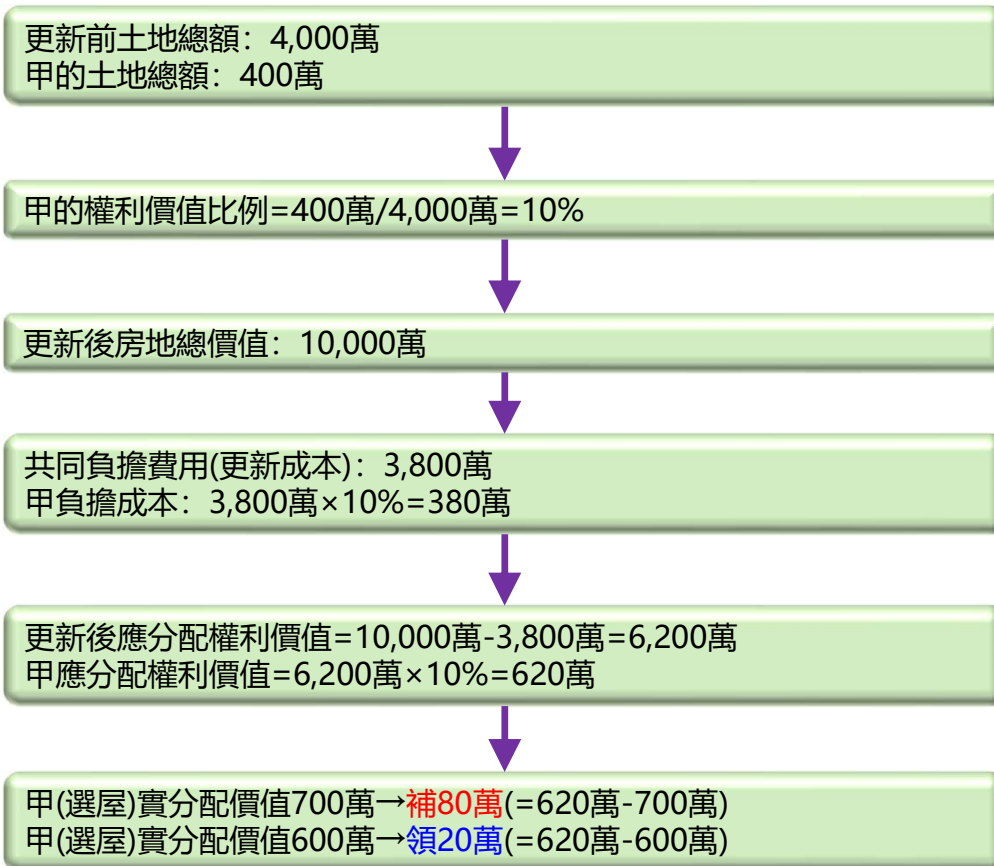 更新前土地總額：4,000萬
甲的土地總額：400萬
甲的權利價值比例=400萬/4,000萬=10%
更新後房地總價值：10,000萬
共同負擔費用(更新成本)：3,800萬
甲負擔成本：3,800萬×10%=380萬
更新後應分配權利價值=10,000萬-3,800萬=6,200萬
甲應分配權利價值=6,200萬×10%=620萬
甲(選屋)實分配價值700萬→補80萬(=620萬-700萬)
甲(選屋)實分配價值600萬→領20萬(=620萬-600萬)